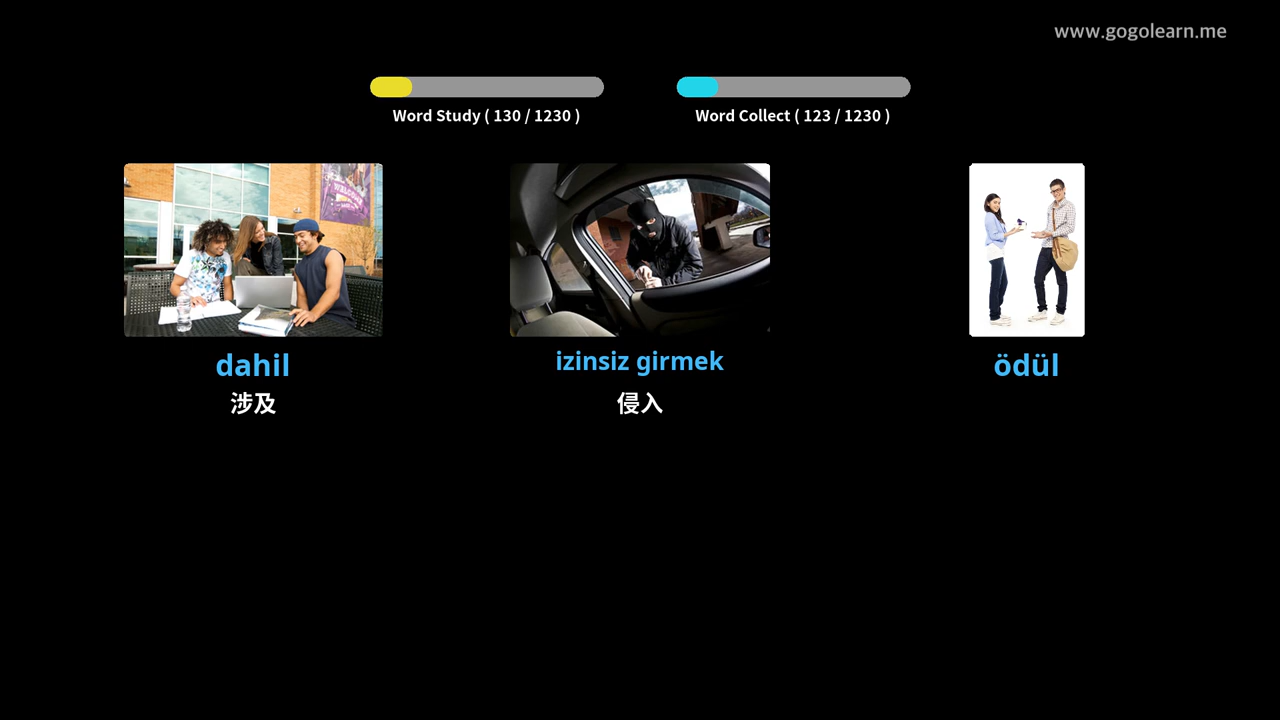 www.gogolearn.me
Word Study ( 130 / 1230 )
Word Collect ( 123 / 1230 )
WELCOME
dahil
izinsiz girmek
ödül
涉及
侵入